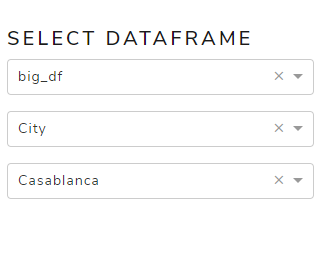 SELECT DATAFRAME
big_df
City
Casablanca